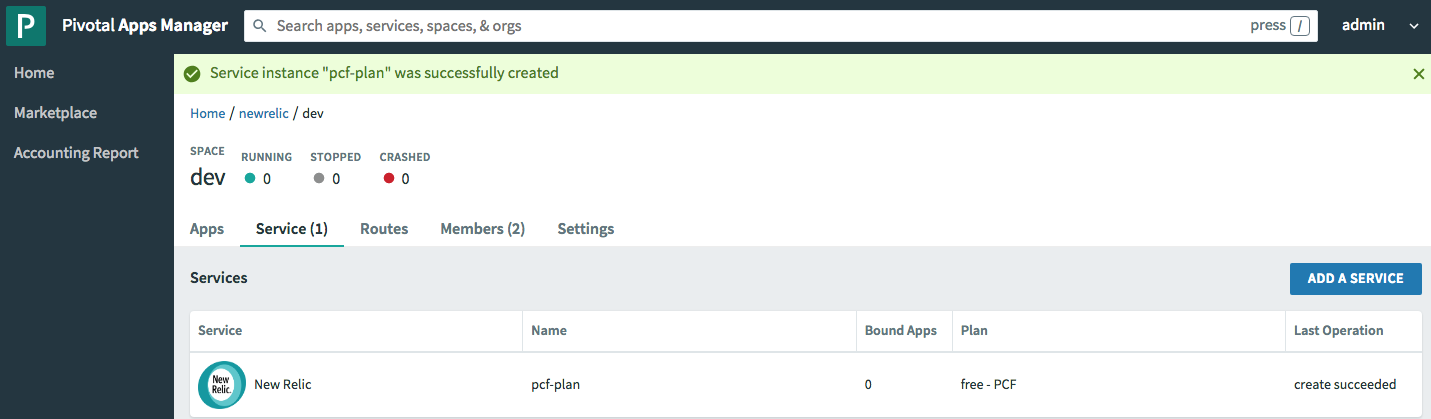 P Pivotal Apps Manager Search apps, services, spaces, & orgs press / admin
Home
Marketplace
Accounting Report
Service instance "pcf-plan" was successfully created
Home / newrelic / dev
SPACE RUNNING STOPPED CRASHED
dev 0 0 0
Apps Service (1) Routes Members (2) Settings
Services ADD A SERVICE
Service Name Bound Apps Plan Last Operation
New Relic. New Relic pcf-plan 0 free - PCF create succeeded